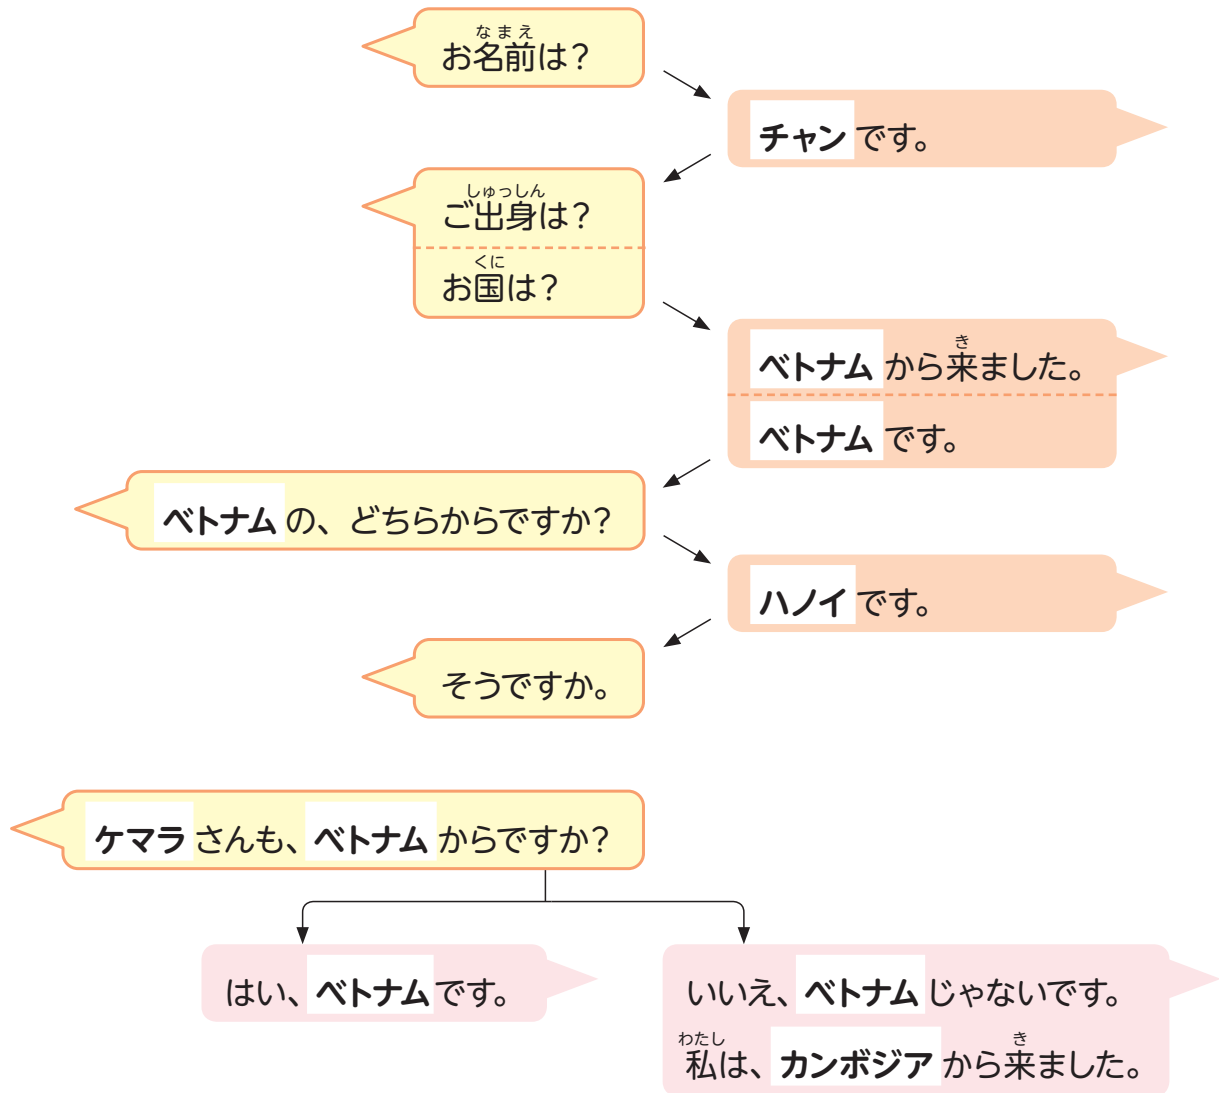 なまえ
お名前は?
チャンです。
しゅっしん
ご出身は?
くに
お国は?
き
ベトナムから来ました。
ベトナムです。
ベトナムの、どちらからですか?
ハノイです。
そうですか。
ケマラさんも、ベトナムからですか?
はい、ベトナムです。
いいえ、ベトナムじゃないです。
わたし き
私は、カンボジアから来ました。